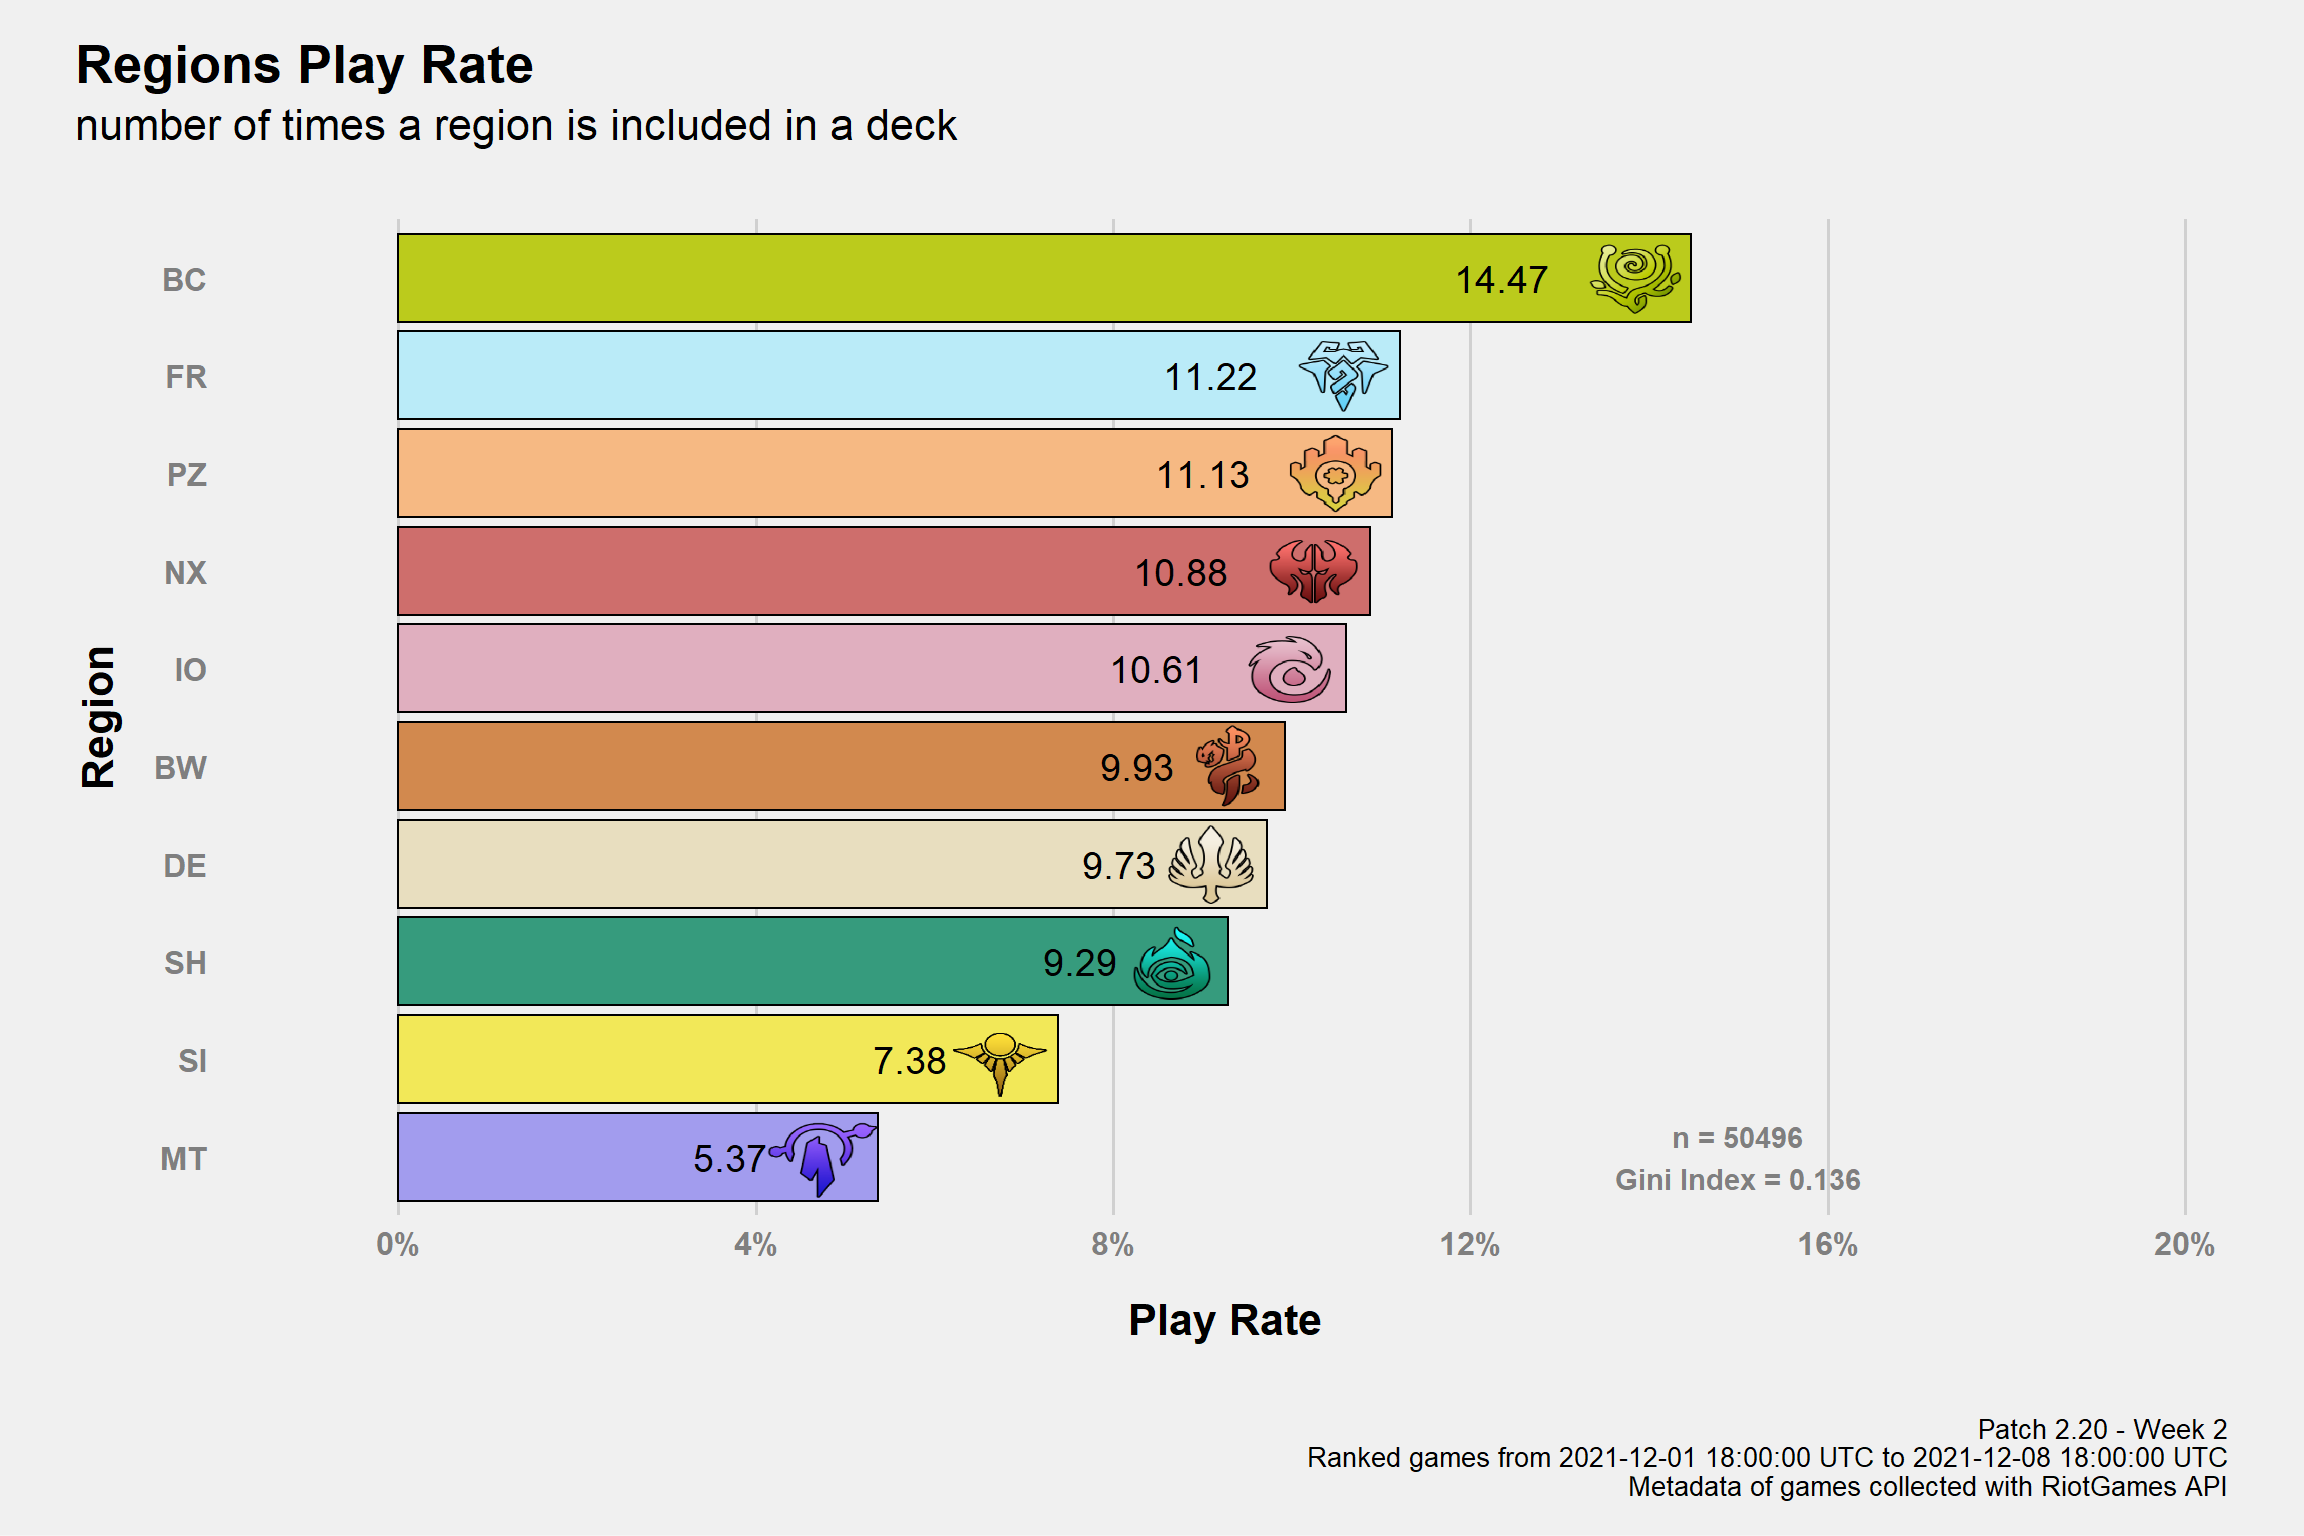 Regions Play Rate
number of times a region is included in a deck
Region
BC 14.47
FR 11.22
PZ 11.13
NX 10.88
IO 10.61
BW 9.93
DE 9.73
SH 9.29
SI 7.38
MT 5.37
n = 50496
Gini Index = 0.136
0% 4% 8% 12% 16% 20%
Play Rate
Patch 2.20 - Week 2
Ranked games from 2021-12-01 18:00:00 UTC to 2021-12-08 18:00:00 UTC
Metadata of games collected with RiotGames API